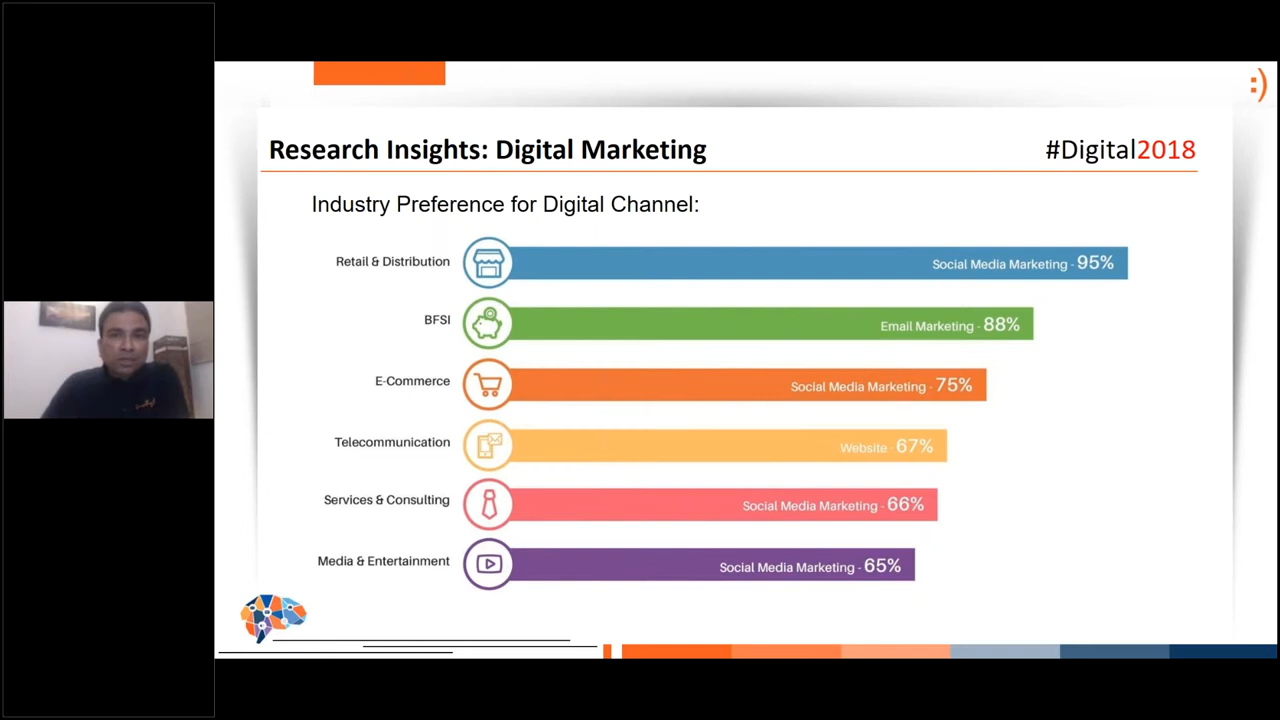 :)
Research Insights: Digital Marketing
#Digital2018
Industry Preference for Digital Channel:
Retail & Distribution
Social Media Marketing - 95%
BFSI
Email Marketing - 88%
E-Commerce
Social Media Marketing - 75%
Telecommunication
Website - 67%
Services & Consulting
Social Media Marketing - 66%
Media & Entertainment
Social Media Marketing - 65%